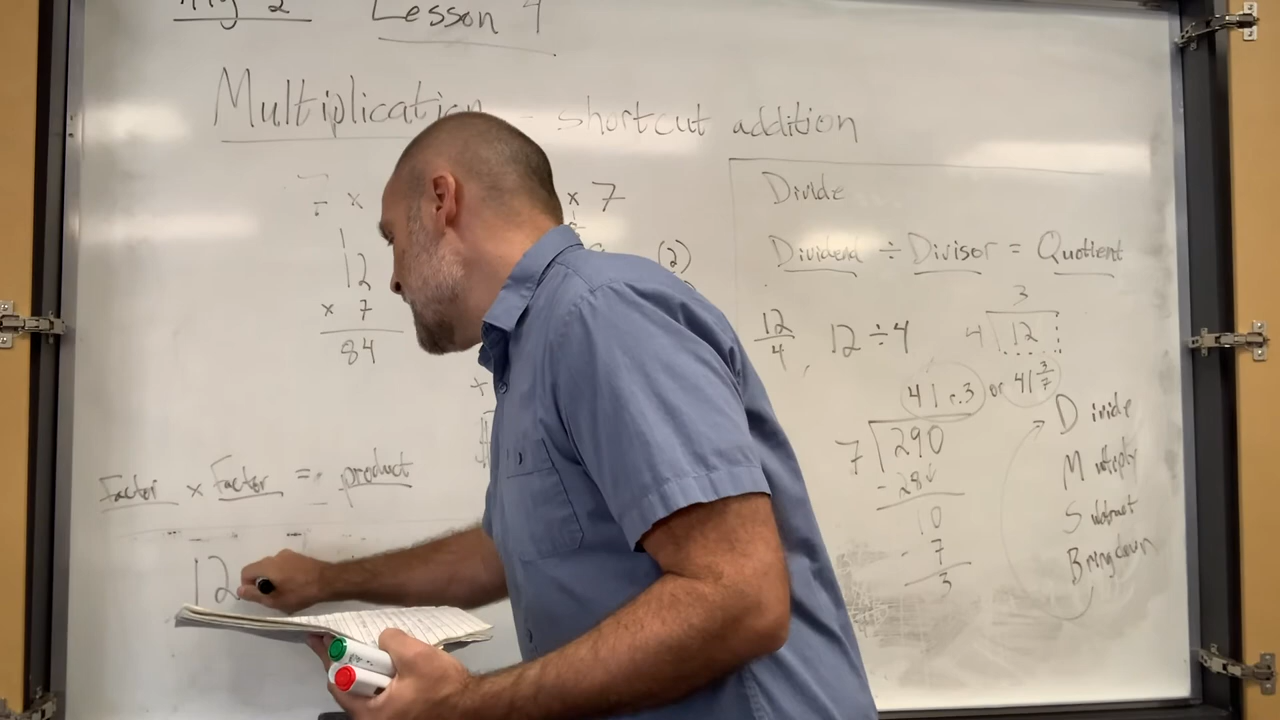 Lesson 4
Multiplication - shortcut addition
7 ×
× 7
1
12
× 7
84
(2)
Factor × Factor = product
12
Divide
Dividend ÷ Divisor = Quotient
12
4
12 ÷ 4
3
4 12
41 r.3 or 41 3/7
7 290
- 28↓
10
- 7
3
Divide
Multiply
Subtract
Bring down